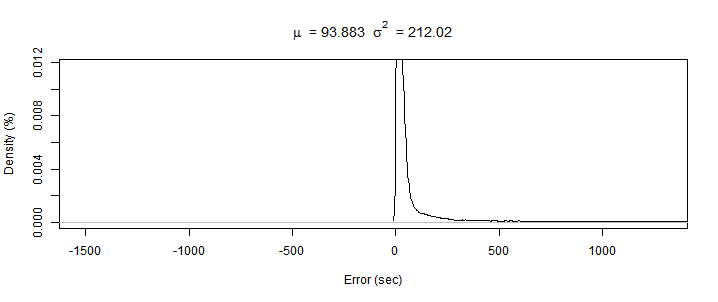 μ = 93.883 σ² = 212.02
0.012
0.008
0.004
0.000
Density (%)
-1500 -1000 -500 0 500 1000
Error (sec)